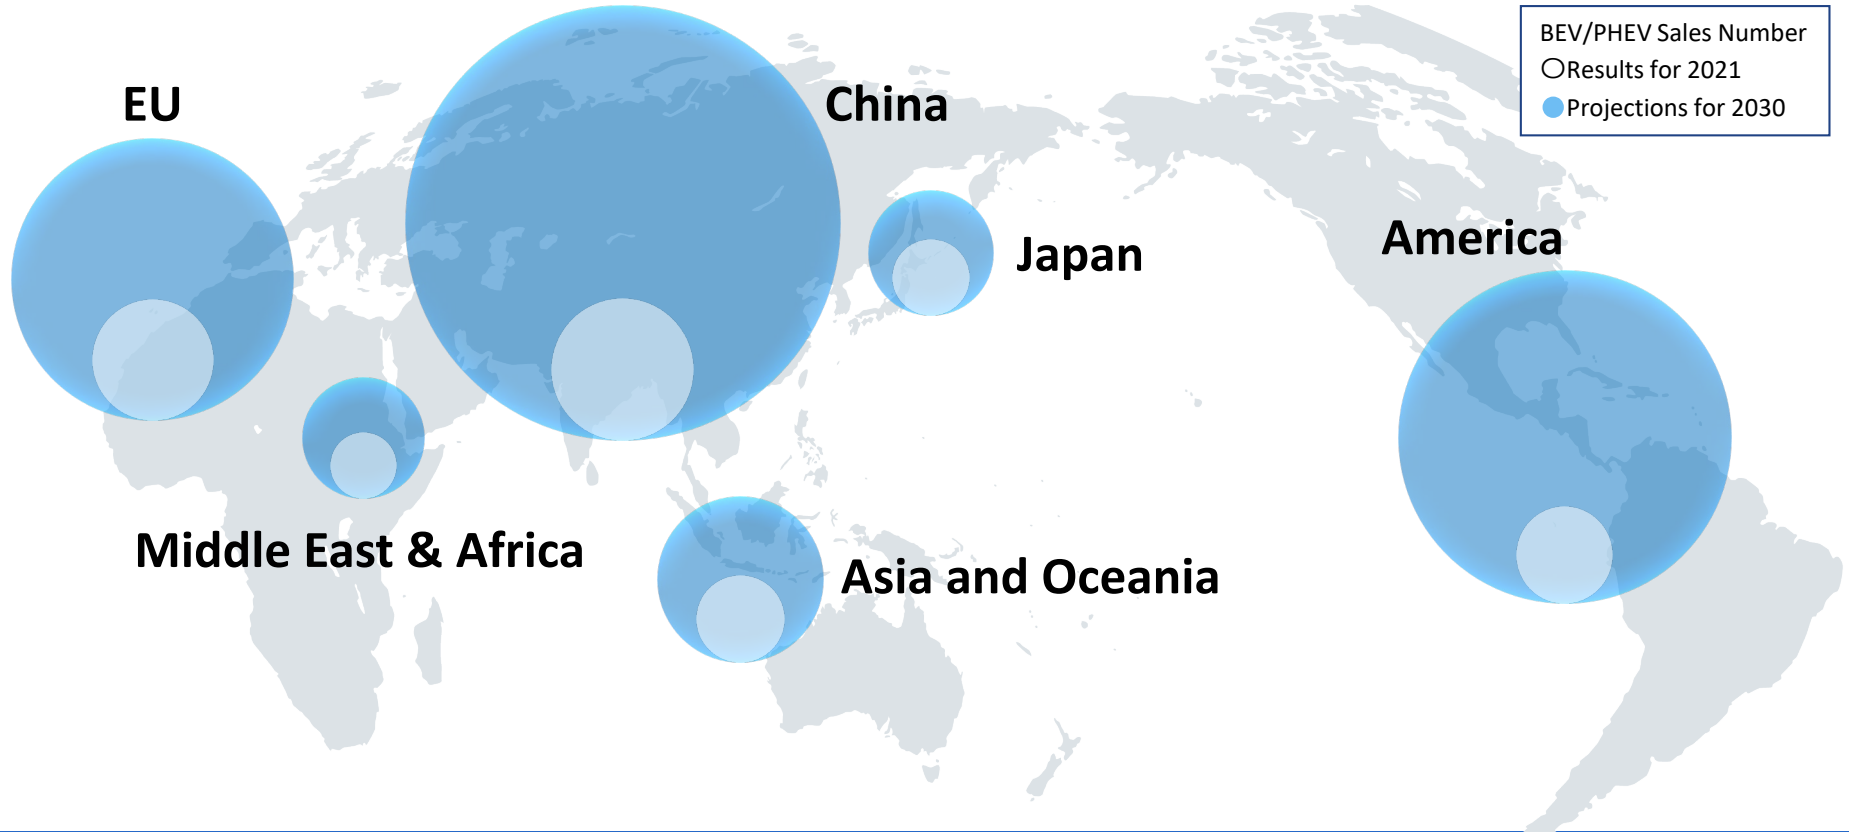 BEV/PHEV Sales Number
Results for 2021
Projections for 2030
EU
China
Japan
America
Middle East & Africa
Asia and Oceania